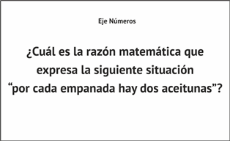 Eje Números
¿Cuál es la razón matemática que
expresa la siguiente situación
“por cada empanada hay dos aceitunas”?